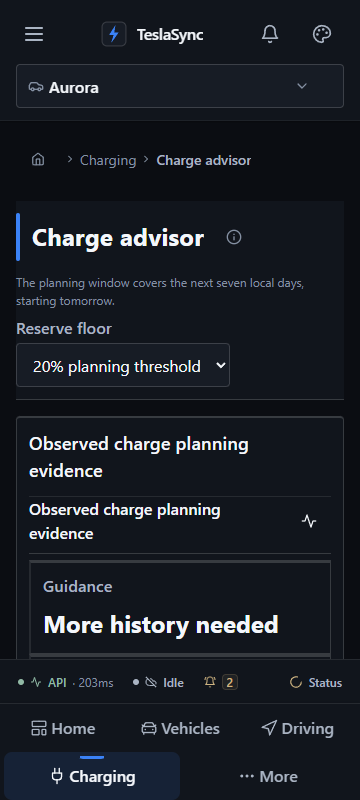 TeslaSync
Aurora
Charging
Charge advisor
Charge advisor
The planning window covers the next seven local days,
starting tomorrow.
Reserve floor
20% planning threshold
Observed charge planning
evidence
Observed charge planning
evidence
Guidance
More history needed
API · 203ms
Idle
2
Status
Home
Vehicles
Driving
Charging
More